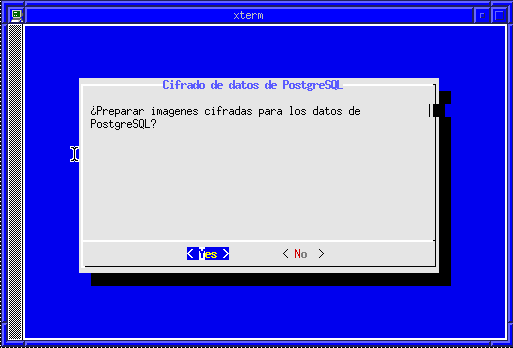 xterm
Cifrado de datos de PostgreSQL
¿Preparar imagenes cifradas para los datos de
PostgreSQL?
< Yes > < No >